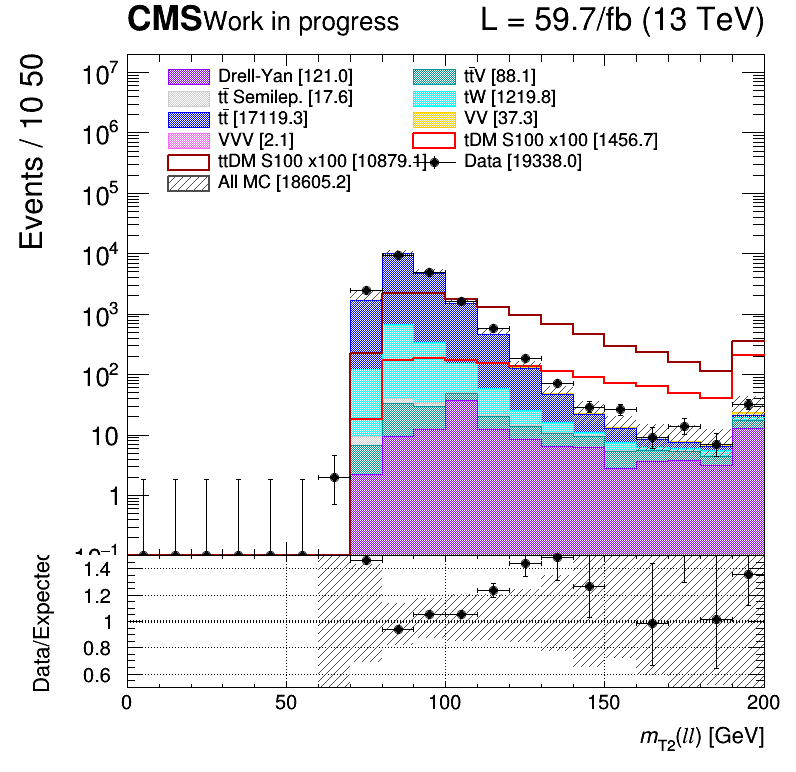 CMS Work in progress L = 59.7/fb (13 TeV)
Events / 10 50
10⁷
10⁶
10⁵
10⁴
10³
10²
10
1
10⁻¹
Drell-Yan [121.0]
tt̄V [88.1]
tt̄ Semilep. [17.6]
tW [1219.8]
tt̄ [17119.3]
VV [37.3]
VVV [2.1]
tDM S100 x100 [1456.7]
ttDM S100 x100 [10879.1]
Data [19338.0]
All MC [18605.2]
Data/Expected
1.4
1.2
1
0.8
0.6
0 50 100 150 200
m_T2(ll) [GeV]